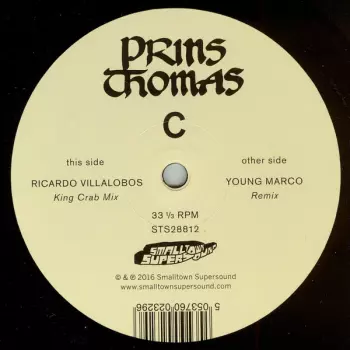 PRINS
THOMAS
C
this side
other side
RICARDO VILLALOBOS
YOUNG MARCO
King Crab Mix
Remix
33 ⅓ RPM
STS28812
SMALLTOWN
SUPERSOUND
© & ℗ 2016 Smalltown Supersound
www.smalltownsupersound.com
5 053760 023296